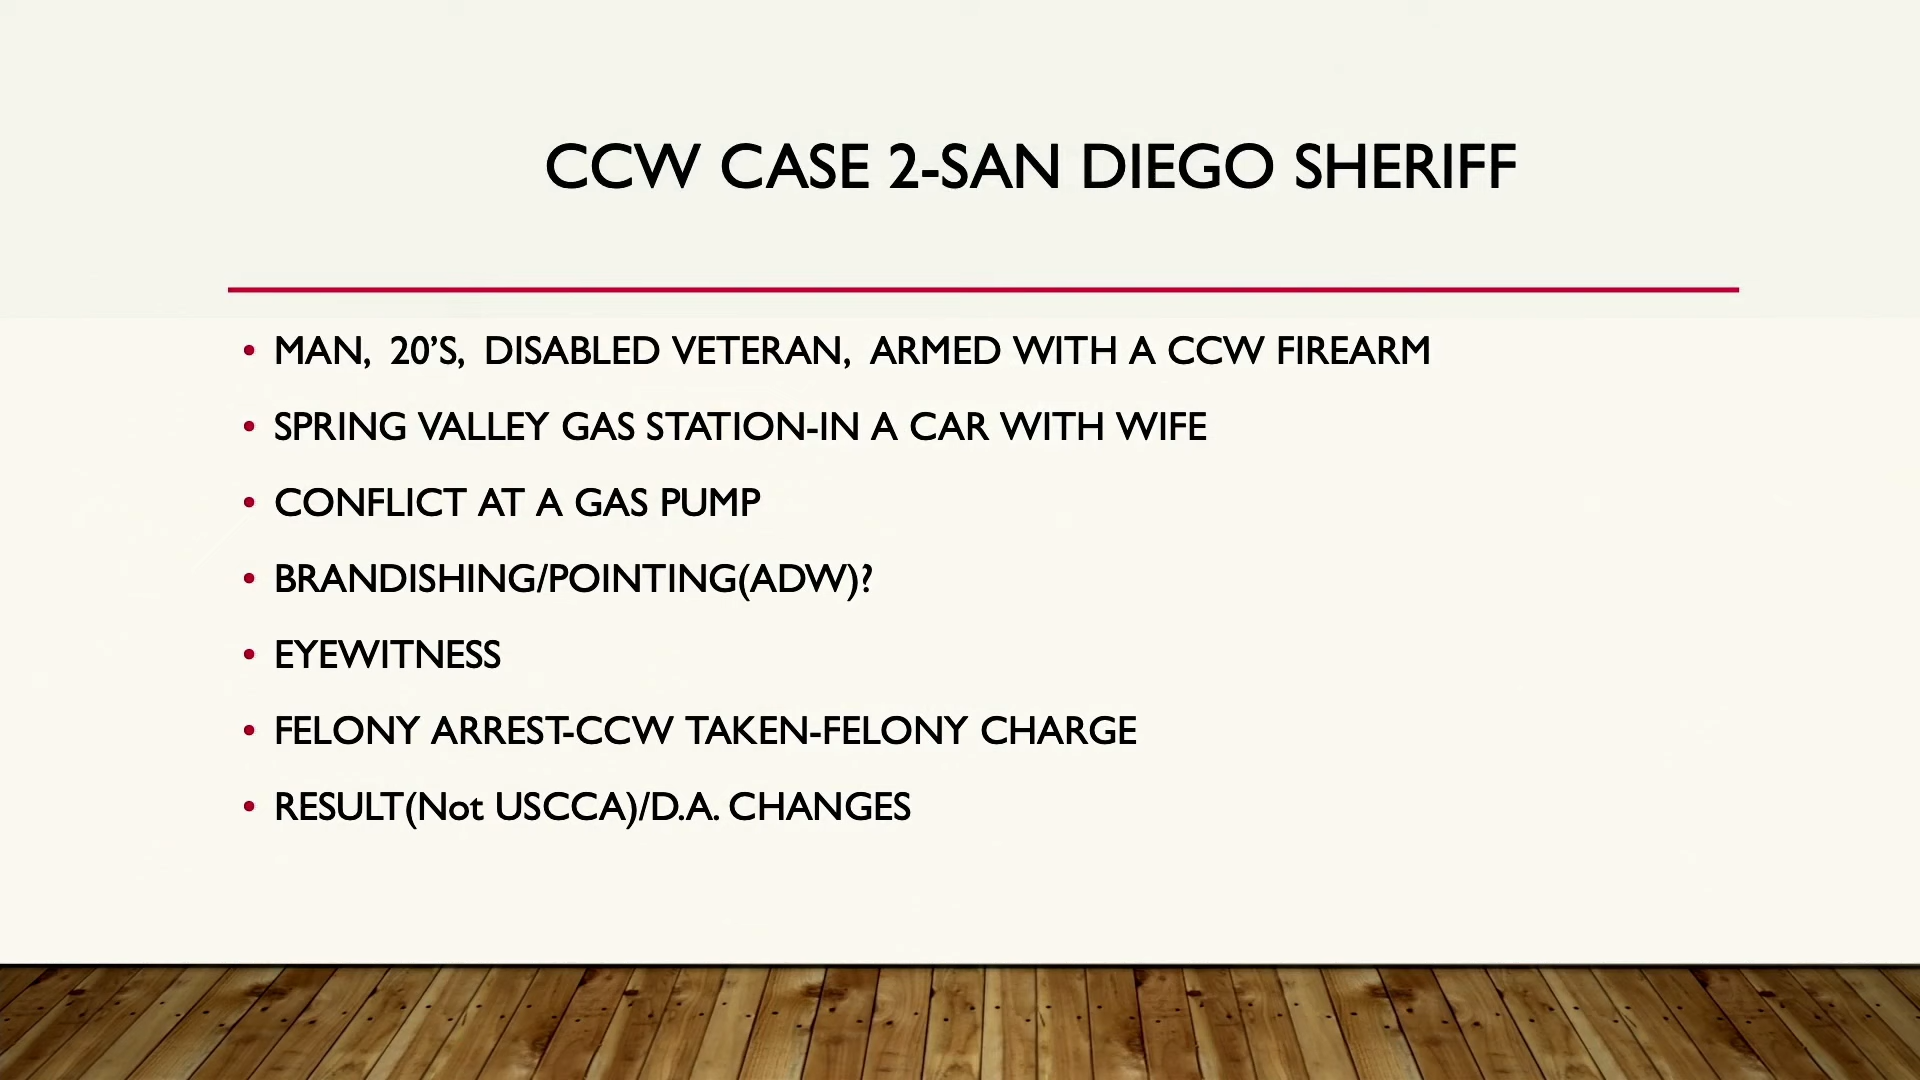 CCW CASE 2-SAN DIEGO SHERIFF
• MAN, 20'S, DISABLED VETERAN, ARMED WITH A CCW FIREARM
• SPRING VALLEY GAS STATION-IN A CAR WITH WIFE
• CONFLICT AT A GAS PUMP
• BRANDISHING/POINTING(ADW)?
• EYEWITNESS
• FELONY ARREST-CCW TAKEN-FELONY CHARGE
• RESULT(Not USCCA)/D.A. CHANGES